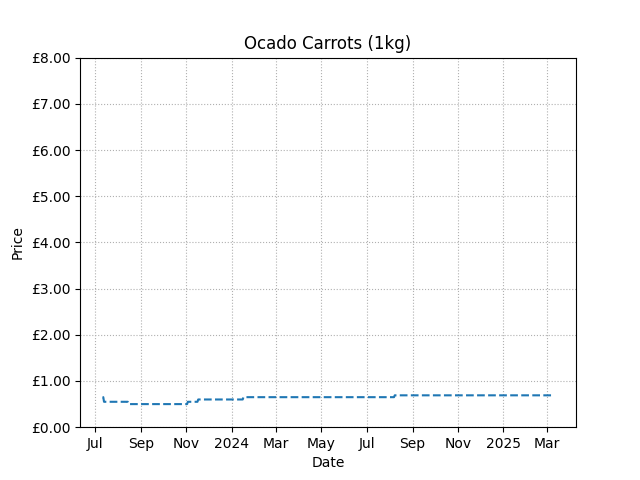 Ocado Carrots (1kg)
£8.00
£7.00
£6.00
£5.00
£4.00
£3.00
£2.00
£1.00
£0.00
Price
Jul Sep Nov 2024 Mar May Jul Sep Nov 2025 Mar
Date